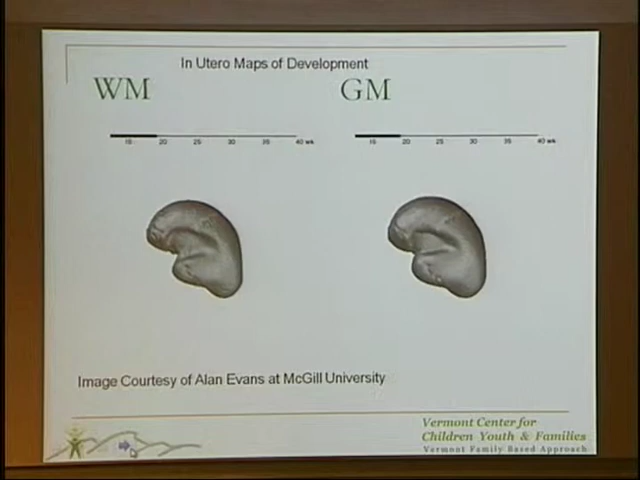 In Utero Maps of Development
WM
GM
15 20 25 30 35 40 wk
15 20 25 30 35 40 wk
Image Courtesy of Alan Evans at McGill University
Vermont Center for
Children Youth & Families
Vermont Family Based Approach